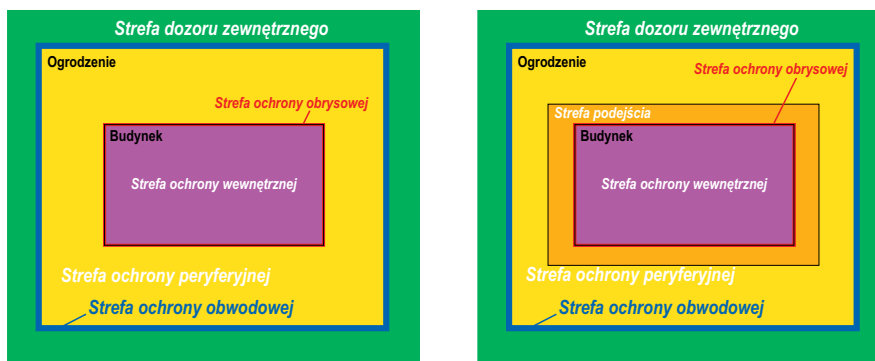 Strefa dozoru zewnętrznego
Ogrodzenie
Strefa ochrony obrysowej
Budynek
Strefa ochrony wewnętrznej
Strefa ochrony peryferyjnej
Strefa ochrony obwodowej
Strefa dozoru zewnętrznego
Ogrodzenie
Strefa ochrony obrysowej
Strefa podejścia
Budynek
Strefa ochrony wewnętrznej
Strefa ochrony peryferyjnej
Strefa ochrony obwodowej